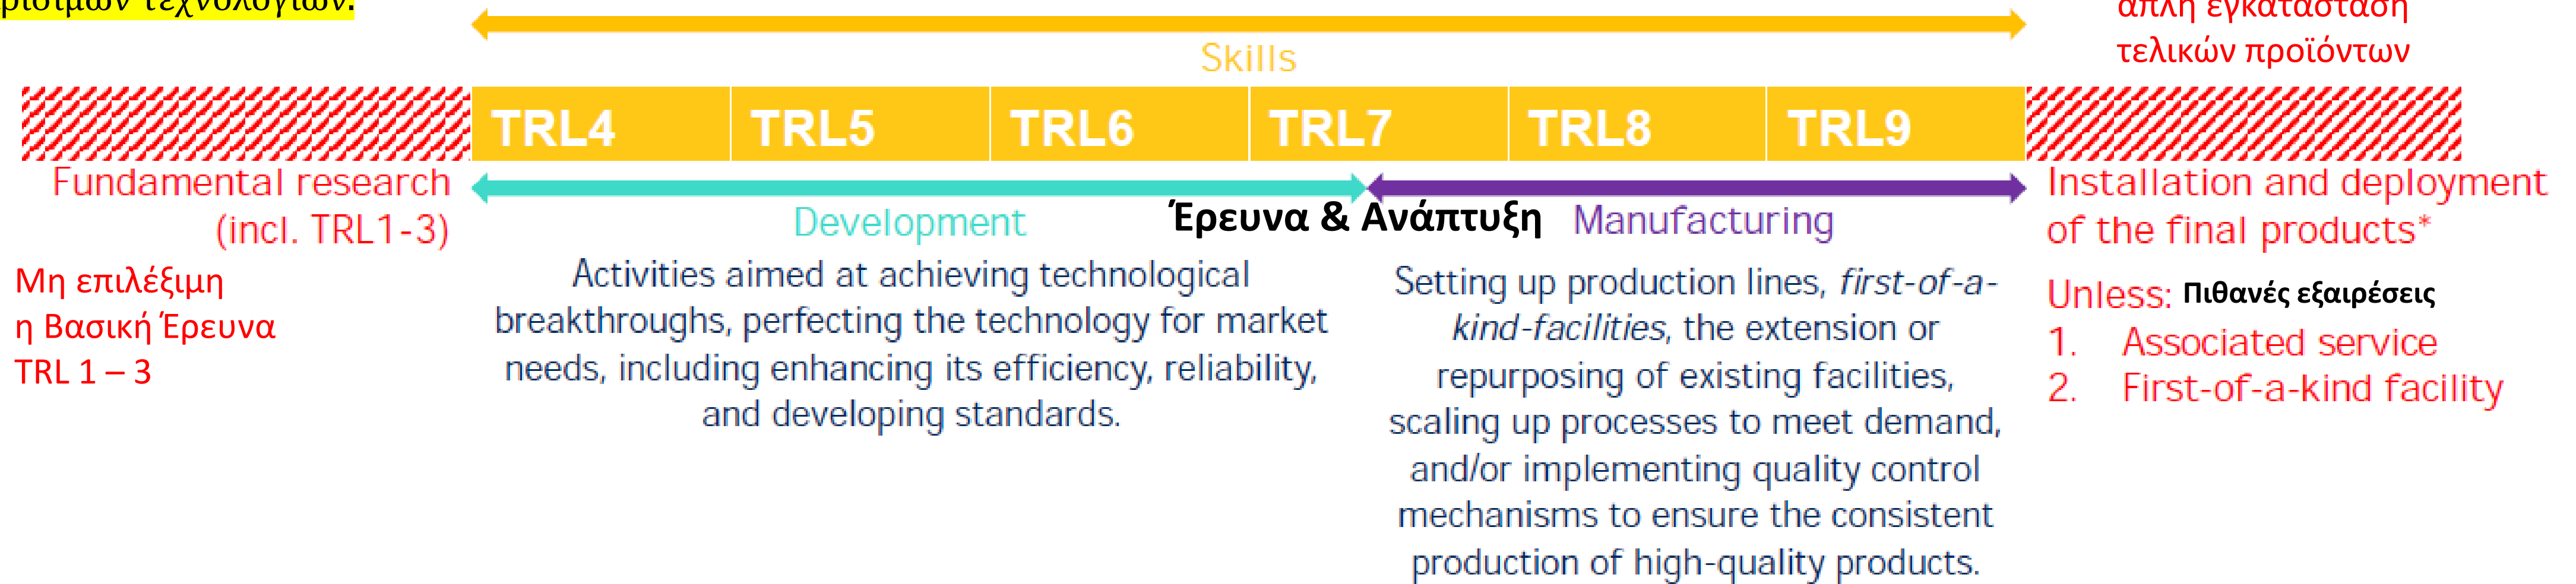 τεχνολογιών.
απλή εγκατάσταση
τελικών προϊόντων
Skills
TRL4 TRL5 TRL6 TRL7 TRL8 TRL9
Fundamental research
(incl. TRL1-3)
Μη επιλέξιμη
η Βασική Έρευνα
TRL 1 – 3
Development
Activities aimed at achieving technological
breakthroughs, perfecting the technology for market
needs, including enhancing its efficiency, reliability,
and developing standards.
Έρευνα & Ανάπτυξη
Manufacturing
Setting up production lines, first-of-a-
kind-facilities, the extension or
repurposing of existing facilities,
scaling up processes to meet demand,
and/or implementing quality control
mechanisms to ensure the consistent
production of high-quality products.
Installation and deployment
of the final products*
Unless: Πιθανές εξαιρέσεις
1. Associated service
2. First-of-a-kind facility